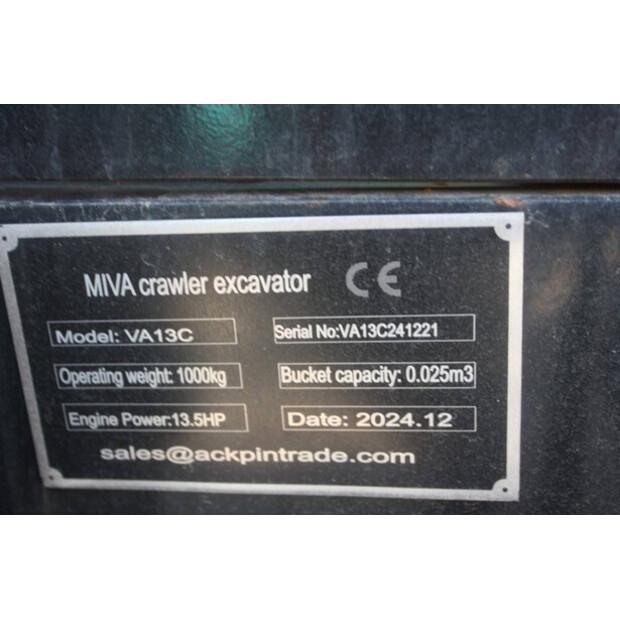 MIVA crawler excavator CE
Model: VA13C
Serial No:VA13C241221
Operating weight: 1000kg
Bucket capacity: 0.025m3
Engine Power:13.5HP
Date: 2024.12
sales@ackpintrade.com